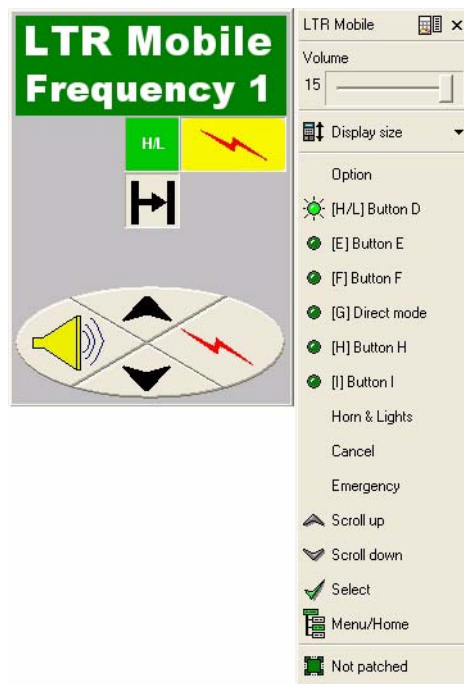 LTR Mobile
Frequency 1
H/L
LTR Mobile
Volume
15
Display size
Option
[H/L] Button D
[E] Button E
[F] Button F
[G] Direct mode
[H] Button H
[I] Button I
Horn & Lights
Cancel
Emergency
Scroll up
Scroll down
Select
Menu/Home
Not patched